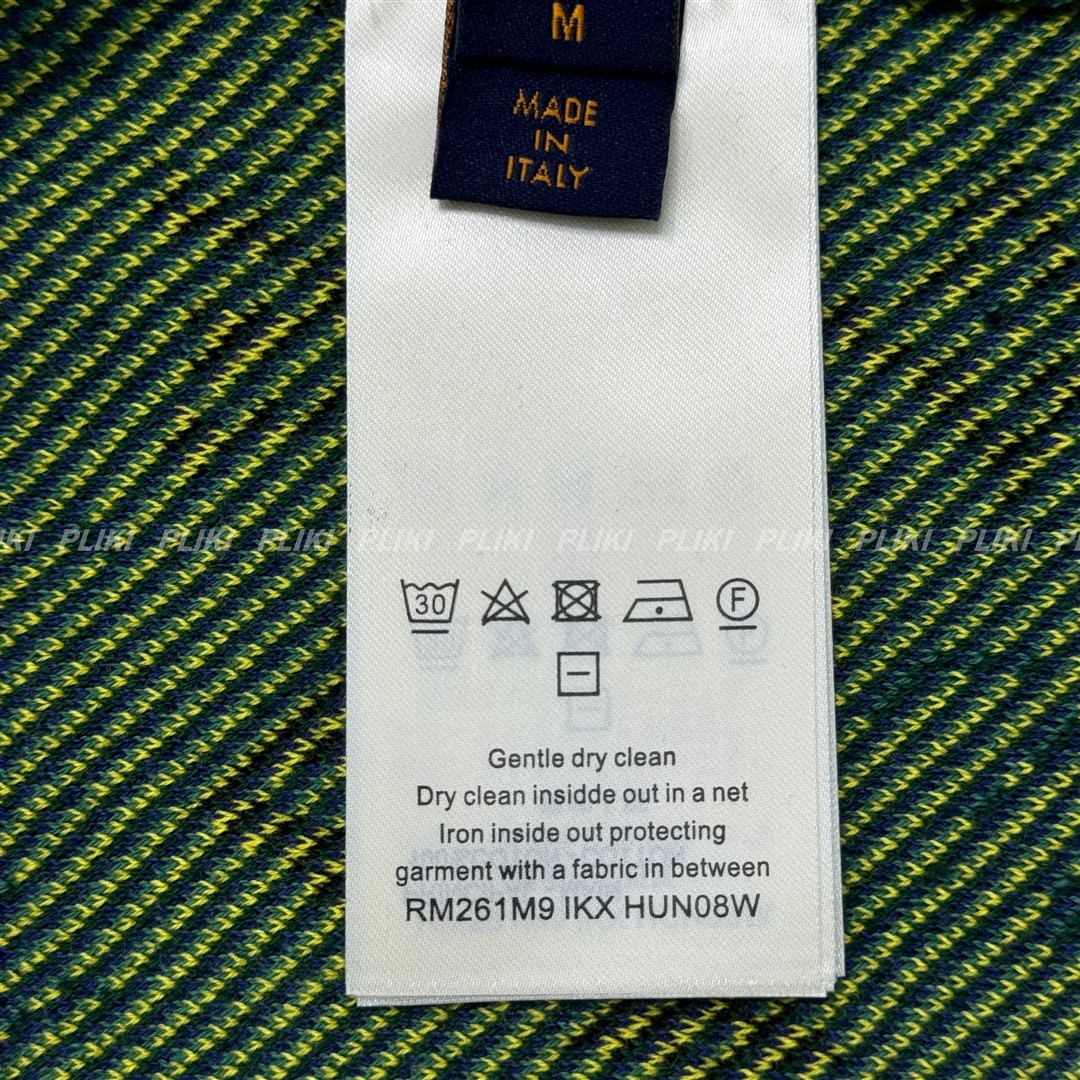 M
MADE
IN
ITALY
PLIKI PLIKI PLIKI PLIKI PLIKI PLIKI PLIKI PLIKI PLIKI PLIKI
30 F
Gentle dry clean
Dry clean insidde out in a net
Iron inside out protecting
garment with a fabric in between
RM261M9 IKX HUN08W